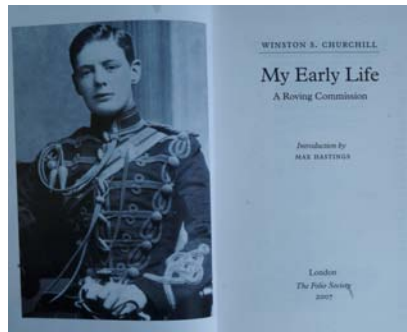 WINSTON S. CHURCHILL
My Early Life
A Roving Commission
Introduction by
MAX HASTINGS
London
The Folio Society
2007